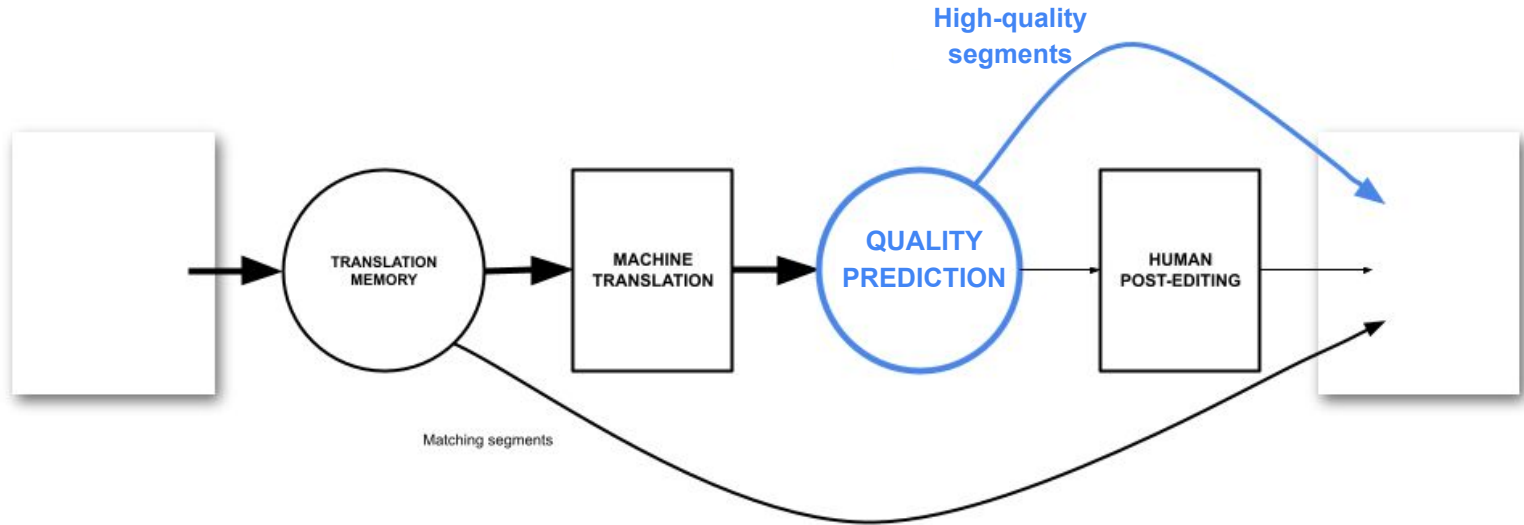 High-quality
segments
TRANSLATION
MEMORY
MACHINE
TRANSLATION
QUALITY
PREDICTION
HUMAN
POST-EDITING
Matching segments